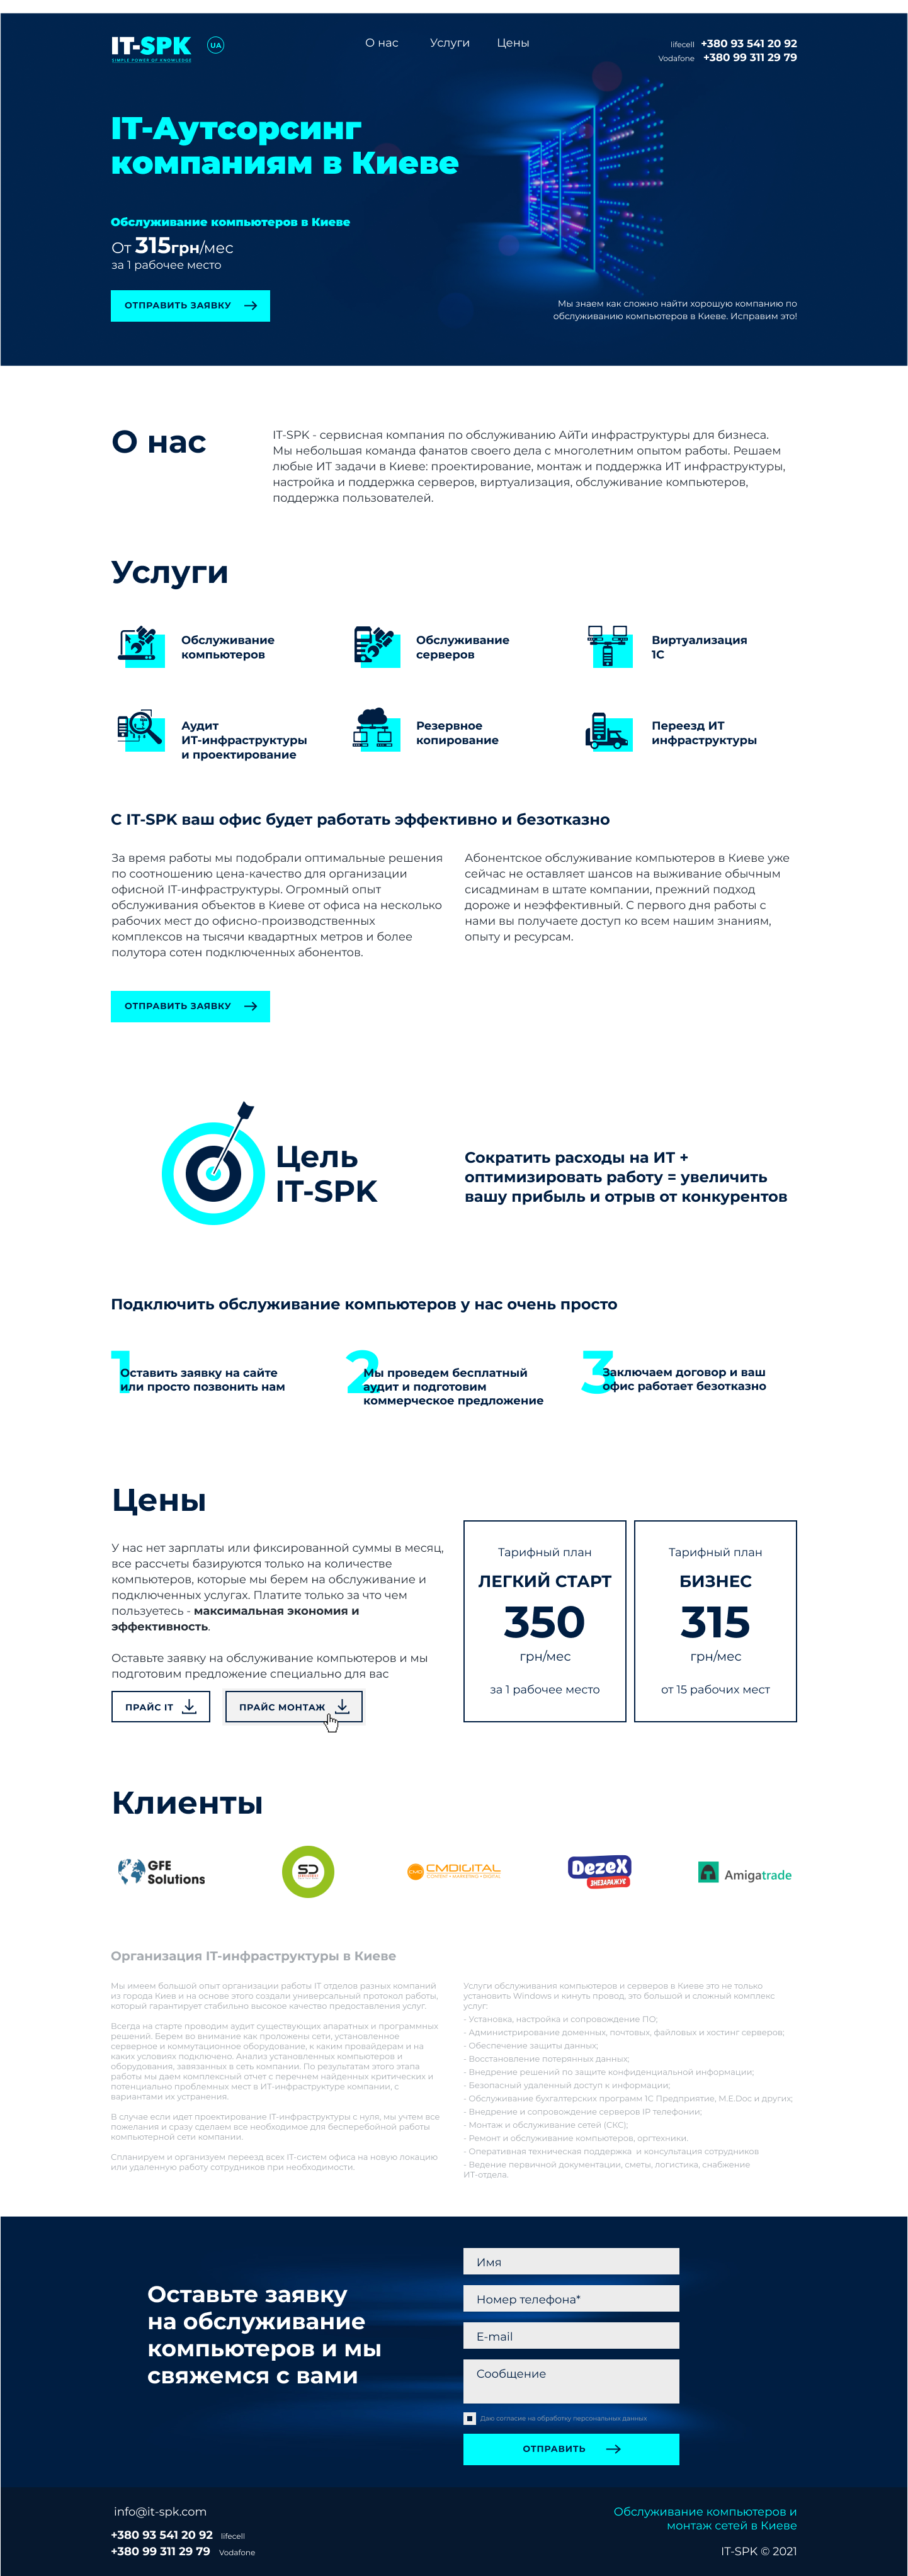 IT-SPK
SIMPLE POWER OF KNOWLEDGE
UA
О нас
Услуги
Цены
lifecell +380 93 541 20 92
Vodafone +380 99 311 29 79
IT-Аутсорсинг
компаниям в Киеве
Обслуживание компьютеров в Киеве
От 315грн/мес
за 1 рабочее место
ОТПРАВИТЬ ЗАЯВКУ
Мы знаем как сложно найти хорошую компанию по
обслуживанию компьютеров в Киеве. Исправим это!
О нас
IT-SPK - сервисная компания по обслуживанию АйТи инфраструктуры для бизнеса.
Мы небольшая команда фанатов своего дела с многолетним опытом работы. Решаем
любые ИТ задачи в Киеве: проектирование, монтаж и поддержка ИТ инфраструктуры,
настройка и поддержка серверов, виртуализация, обслуживание компьютеров,
поддержка пользователей.
Услуги
Обслуживание
компьютеров
Обслуживание
серверов
Виртуализация
1С
Аудит
ИТ-инфраструктуры
и проектирование
Резервное
копирование
Переезд ИТ
инфраструктуры
С IT-SPK ваш офис будет работать эффективно и безотказно
За время работы мы подобрали оптимальные решения
по соотношению цена-качество для организации
офисной IT-инфраструктуры. Огромный опыт
обслуживания объектов в Киеве от офиса на несколько
рабочих мест до офисно-производственных
комплексов на тысячи квадартных метров и более
полутора сотен подключенных абонентов.
Абонентское обслуживание компьютеров в Киеве уже
сейчас не оставляет шансов на выживание обычным
сисадминам в штате компании, прежний подход
дороже и неэффективный. С первого дня работы с
нами вы получаете доступ ко всем нашим знаниям,
опыту и ресурсам.
ОТПРАВИТЬ ЗАЯВКУ
Цель
IT-SPK
Сократить расходы на ИТ +
оптимизировать работу = увеличить
вашу прибыль и отрыв от конкурентов
Подключить обслуживание компьютеров у нас очень просто
1
Оставить заявку на сайте
или просто позвонить нам
2
Мы проведем бесплатный
аудит и подготовим
коммерческое предложение
3
Заключаем договор и ваш
офис работает безотказно
Цены
У нас нет зарплаты или фиксированной суммы в месяц,
все рассчеты базируются только на количестве
компьютеров, которые мы берем на обслуживание и
подключенных услугах. Платите только за что чем
пользуетесь - максимальная экономия и
эффективность.
Оставьте заявку на обслуживание компьютеров и мы
подготовим предложение специально для вас
ПРАЙС IT
ПРАЙС МОНТАЖ
Тарифный план
ЛЕГКИЙ СТАРТ
350
грн/мес
за 1 рабочее место
Тарифный план
БИЗНЕС
315
грн/мес
от 15 рабочих мест
Клиенты
GFE
Solutions
SD
CMD
CMDIGITAL
CONTENT • MARKETING • DIGITAL
DezeX
ЗНЕЗАРАЖУЄ
Amigatrade
Организация IT-инфраструктуры в Киеве
Мы имеем большой опыт организации работы IT отделов разных компаний
из города Киев и на основе этого создали универсальный протокол работы,
который гарантирует стабильно высокое качество предоставления услуг.
Всегда на старте проводим аудит существующих апаратных и программных
решений. Берем во внимание как проложены сети, установленное
серверное и коммутационное оборудование, к каким провайдерам и на
каких условиях подключено. Анализ установленных компьютеров и
оборудования, завязанных в сеть компании. По результатам этого этапа
работы мы даем комплексный отчет с перечнем найденных критических и
потенциально проблемных мест в ИТ-инфраструктуре компании, с
вариантами их устранения.
В случае если идет проектирование IT-инфраструктуры с нуля, мы учтем все
пожелания и сразу сделаем все необходимое для бесперебойной работы
компьютерной сети компании.
Спланируем и организуем переезд всех IT-систем офиса на новую локацию
или удаленную работу сотрудников при необходимости.
Услуги обслуживания компьютеров и серверов в Киеве это не только
установить Windows и кинуть провод, это большой и сложный комплекс
услуг:
- Установка, настройка и сопровождение ПО;
- Администрирование доменных, почтовых, файловых и хостинг серверов;
- Обеспечение защиты данных;
- Восстановление потерянных данных;
- Внедрение решений по защите конфиденциальной информации;
- Безопасный удаленный доступ к информации;
- Обслуживание бухгалтерских программ 1С Предприятие, M.E.Doc и других;
- Внедрение и сопровождение серверов IP телефонии;
- Монтаж и обслуживание сетей (СКС);
- Ремонт и обслуживание компьютеров, оргтехники.
- Оперативная техническая поддержка и консультация сотрудников
- Ведение первичной документации, сметы, логистика, снабжение
ИТ-отдела.
Оставьте заявку
на обслуживание
компьютеров и мы
свяжемся с вами
Имя
Номер телефона*
E-mail
Сообщение
Даю согласие на обработку персональных данных
ОТПРАВИТЬ
info@it-spk.com
+380 93 541 20 92 lifecell
+380 99 311 29 79 Vodafone
Обслуживание компьютеров и
монтаж сетей в Киеве
IT-SPK © 2021